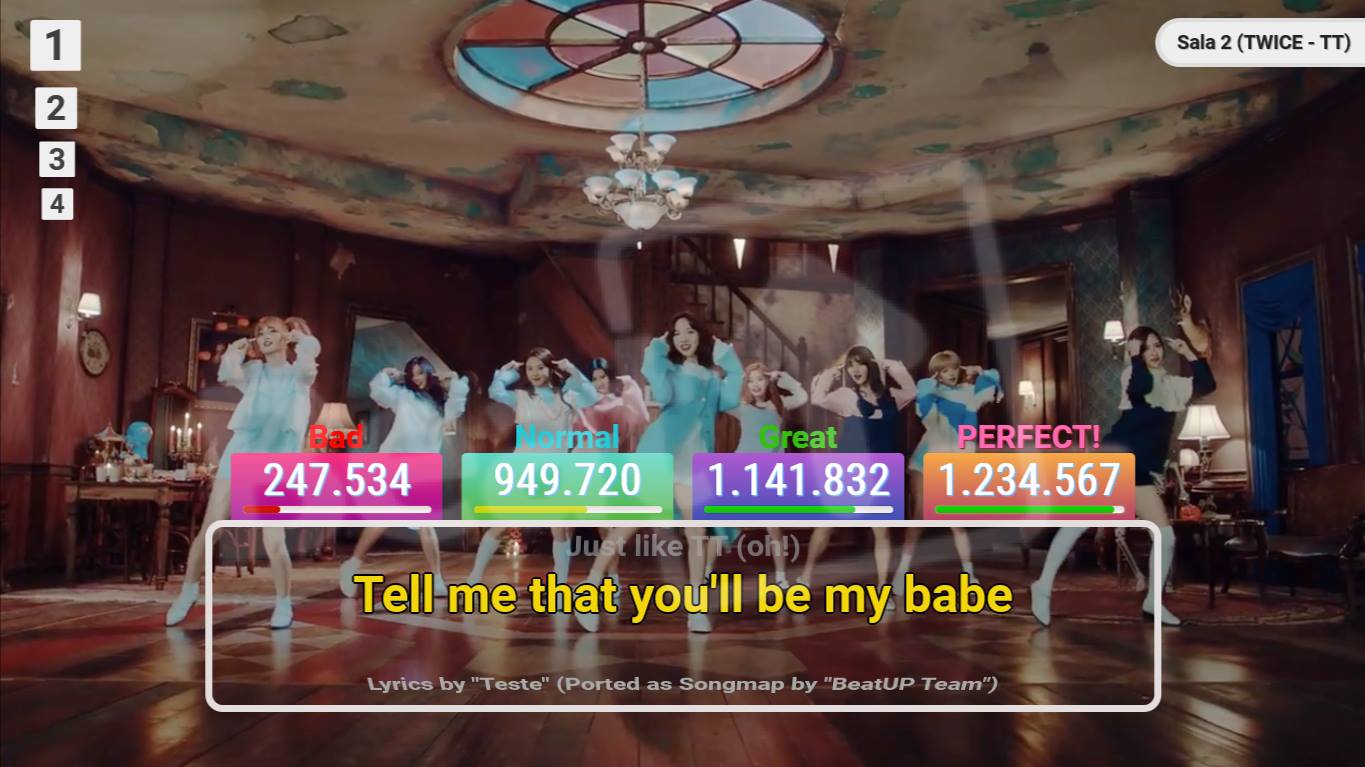 1
2
3
4
Sala 2 (TWICE - TT)
Bad
Normal
Great
PERFECT!
247.534
949.720
1.141.832
1.234.567
Just like TT (oh!)
Tell me that you'll be my babe
Lyrics by "Teste" (Ported as Songmap by "BeatUP Team")